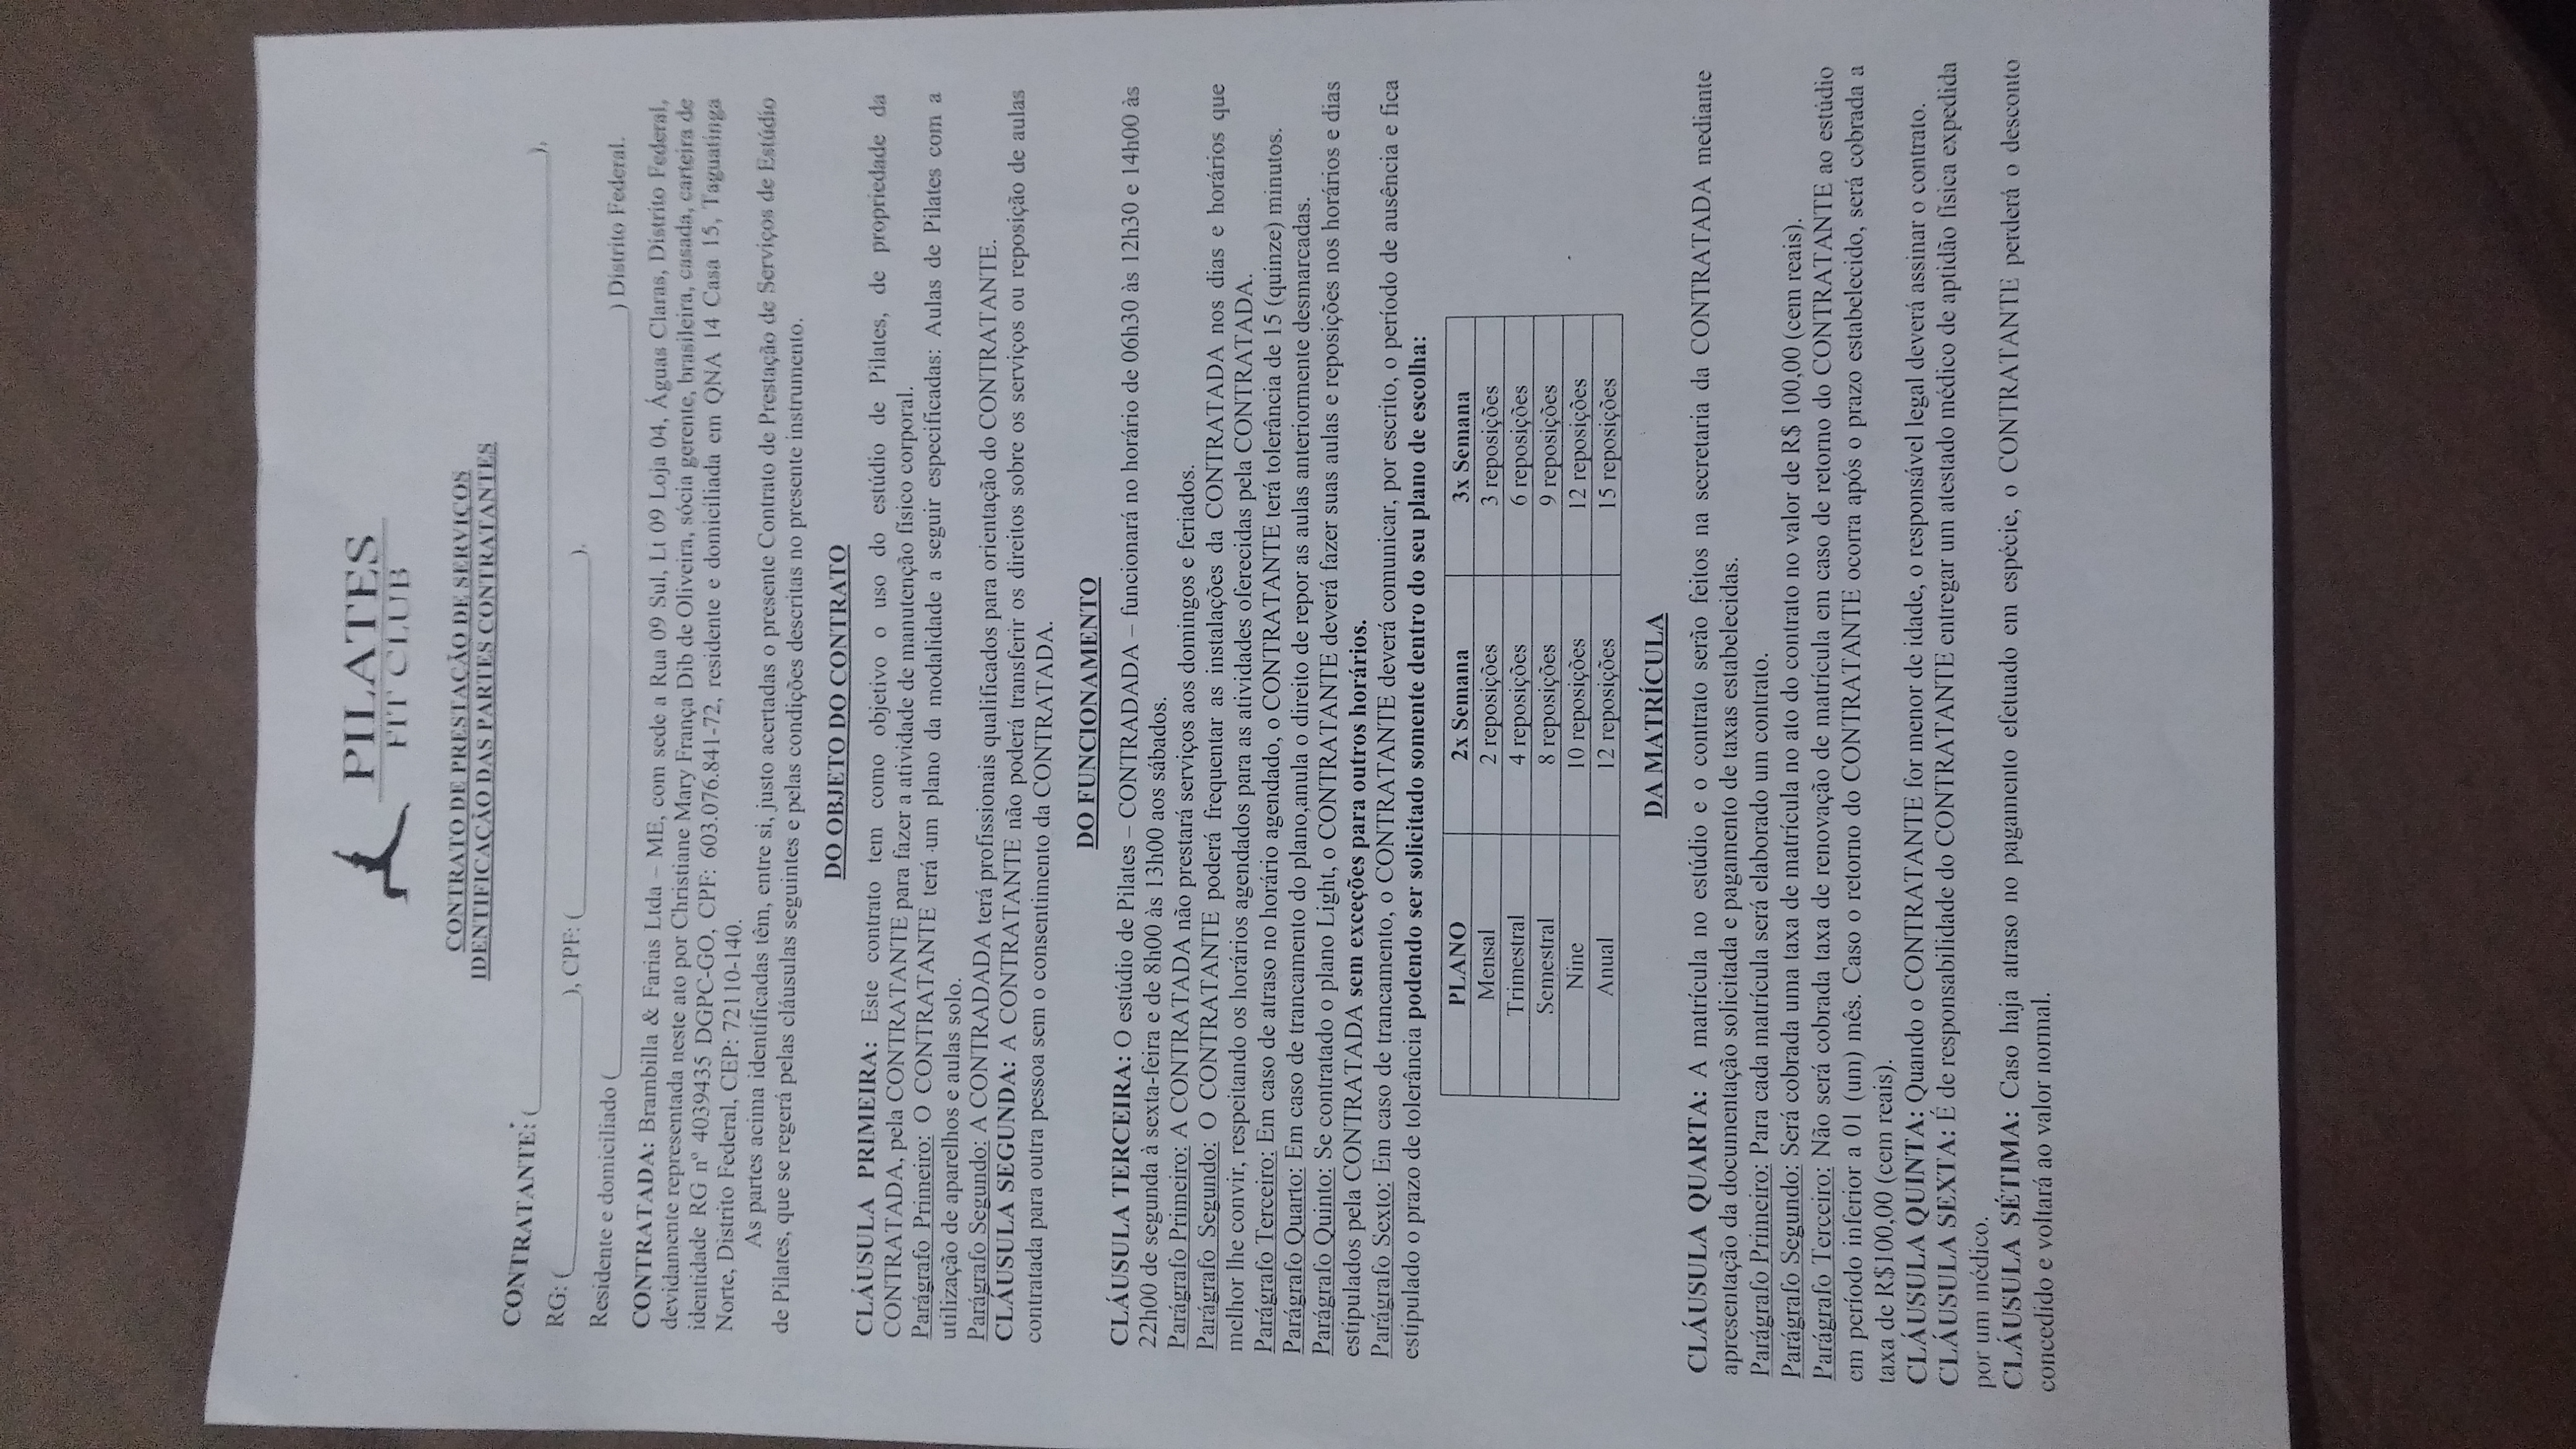 PILATES
FIT CLUB
CONTRATO DE PRESTAÇÃO DE SERVIÇOS
IDENTIFICAÇÃO DAS PARTES CONTRATANTES
CONTRATANTE: (____________________),
RG: (____________________), CPF: (____________________),
Residente e domiciliado (____________________) Distrito Federal.
CONTRATADA: Brambilla & Farias Ltda – ME, com sede a Rua 09 Sul, Lt 09 Loja 04, Águas Claras, Distrito Federal,
devidamente representada neste ato por Christiane Mary França Dib de Oliveira, sócia gerente, brasileira, casada, carteira de
identidade RG nº 4039435 DGPC-GO, CPF: 603.076.841-72, residente e domiciliada em QNA 14 Casa 15, Taguatinga
Norte, Distrito Federal, CEP: 72110-140.
As partes acima identificadas têm, entre si, justo acertadas o presente Contrato de Prestação de Serviços de Estúdio
de Pilates, que se regerá pelas cláusulas seguintes e pelas condições descritas no presente instrumento.
DO OBJETO DO CONTRATO
CLÁUSULA PRIMEIRA: Este contrato tem como objetivo o uso do estúdio de Pilates, de propriedade da
CONTRATADA, pela CONTRATANTE para fazer a atividade de manutenção físico corporal.
Parágrafo Primeiro: O CONTRATANTE terá um plano da modalidade a seguir especificadas: Aulas de Pilates com a
utilização de aparelhos e aulas solo.
Parágrafo Segundo: A CONTRADADA terá profissionais qualificados para orientação do CONTRATANTE.
CLÁUSULA SEGUNDA: A CONTRATANTE não poderá transferir os direitos sobre os serviços ou reposição de aulas
contratada para outra pessoa sem o consentimento da CONTRATADA.
DO FUNCIONAMENTO
CLÁUSULA TERCEIRA: O estúdio de Pilates – CONTRADADA – funcionará no horário de 06h30 às 12h30 e 14h00 às
22h00 de segunda à sexta-feira e de 8h00 às 13h00 aos sábados.
Parágrafo Primeiro: A CONTRATADA não prestará serviços aos domingos e feriados.
Parágrafo Segundo: O CONTRATANTE poderá frequentar as instalações da CONTRATADA nos dias e horários que
melhor lhe convir, respeitando os horários agendados para as atividades oferecidas pela CONTRATADA.
Parágrafo Terceiro: Em caso de atraso no horário agendado, o CONTRATANTE terá tolerância de 15 (quinze) minutos.
Parágrafo Quarto: Em caso de trancamento do plano,anula o direito de repor as aulas anteriormente desmarcadas.
Parágrafo Quinto: Se contratado o plano Light, o CONTRATANTE deverá fazer suas aulas e reposições nos horários e dias
estipulados pela CONTRATADA sem exceções para outros horários.
Parágrafo Sexto: Em caso de trancamento, o CONTRATANTE deverá comunicar, por escrito, o período de ausência e fica
estipulado o prazo de tolerância podendo ser solicitado somente dentro do seu plano de escolha:
PLANO 2x Semana 3x Semana
Mensal 2 reposições 3 reposições
Trimestral 4 reposições 6 reposições
Semestral 8 reposições 9 reposições
Nine 10 reposições 12 reposições
Anual 12 reposições 15 reposições
DA MATRÍCULA
CLÁUSULA QUARTA: A matrícula no estúdio e o contrato serão feitos na secretaria da CONTRATADA mediante
apresentação da documentação solicitada e pagamento de taxas estabelecidas.
Parágrafo Primeiro: Para cada matrícula será elaborado um contrato.
Parágrafo Segundo: Será cobrada uma taxa de matrícula no ato do contrato no valor de R$ 100,00 (cem reais).
Parágrafo Terceiro: Não será cobrada taxa de renovação de matrícula em caso de retorno do CONTRATANTE ao estúdio
em período inferior a 01 (um) mês. Caso o retorno do CONTRATANTE ocorra após o prazo estabelecido, será cobrada a
taxa de R$100,00 (cem reais).
CLÁUSULA QUINTA: Quando o CONTRATANTE for menor de idade, o responsável legal deverá assinar o contrato.
CLÁUSULA SEXTA: É de responsabilidade do CONTRATANTE entregar um atestado médico de aptidão física expedida
por um médico.
CLÁUSULA SÉTIMA: Caso haja atraso no pagamento efetuado em espécie, o CONTRATANTE perderá o desconto
concedido e voltará ao valor normal.